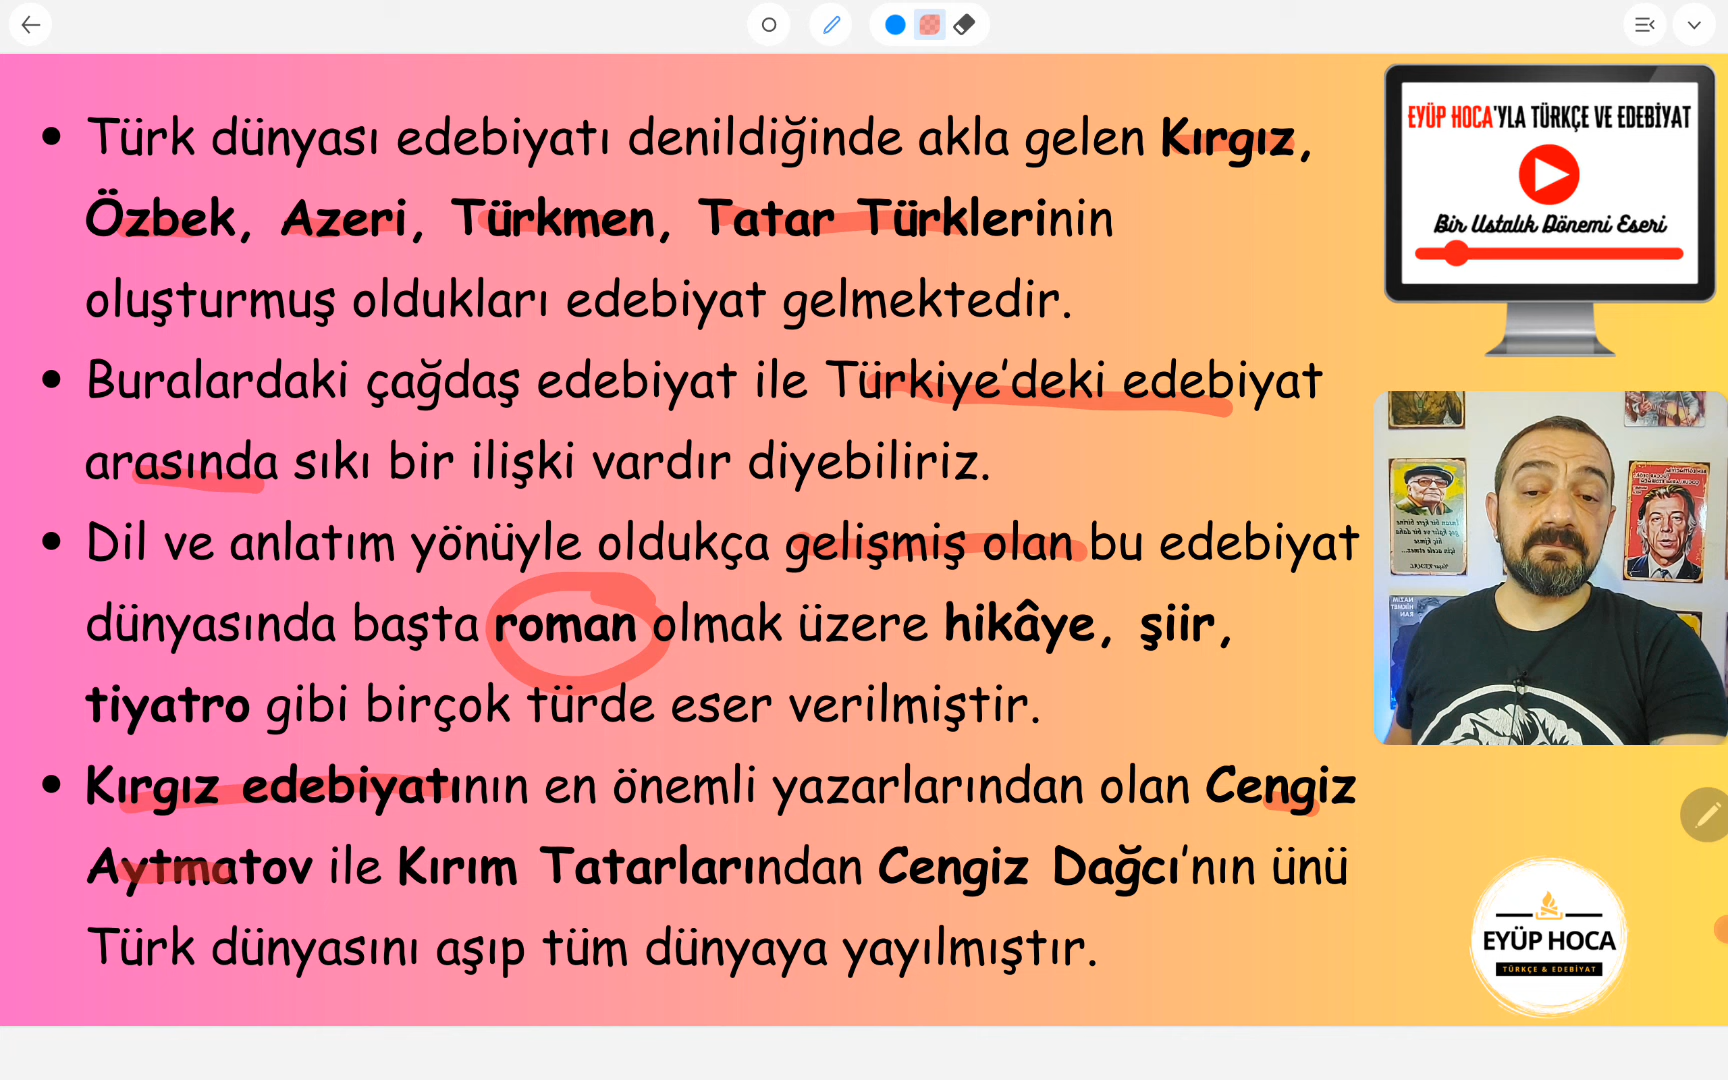 • Türk dünyası edebiyatı denildiğinde akla gelen Kırgız,
Özbek, Azeri, Türkmen, Tatar Türklerinin
oluşturmuş oldukları edebiyat gelmektedir.
• Buralardaki çağdaş edebiyat ile Türkiye'deki edebiyat
arasında sıkı bir ilişki vardır diyebiliriz.
• Dil ve anlatım yönüyle oldukça gelişmiş olan bu edebiyat
dünyasında başta roman olmak üzere hikâye, şiir,
tiyatro gibi birçok türde eser verilmiştir.
• Kırgız edebiyatının en önemli yazarlarından olan Cengiz
Aytmatov ile Kırım Tatarlarından Cengiz Dağcı'nın ünü
Türk dünyasını aşıp tüm dünyaya yayılmıştır.
EYÜP HOCA'YLA TÜRKÇE VE EDEBİYAT
Bir Ustalık Dönemi Eseri
NAZIM
HİKMET
RAN
EYÜP HOCA
TÜRKÇE & EDEBİYAT